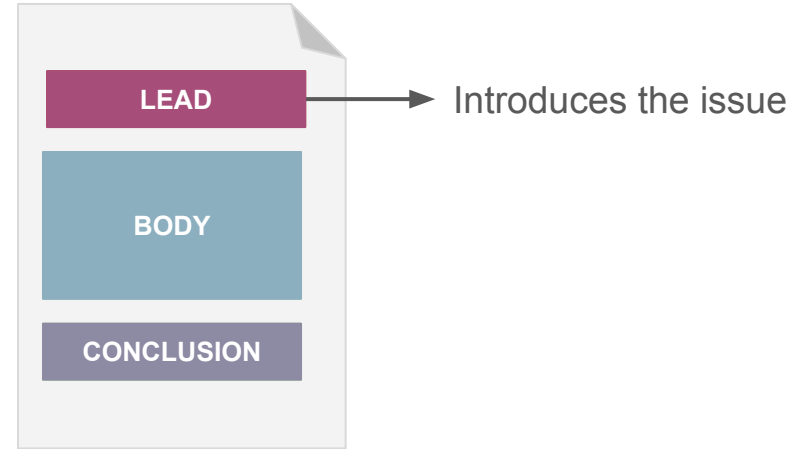 LEAD
Introduces the issue
BODY
CONCLUSION